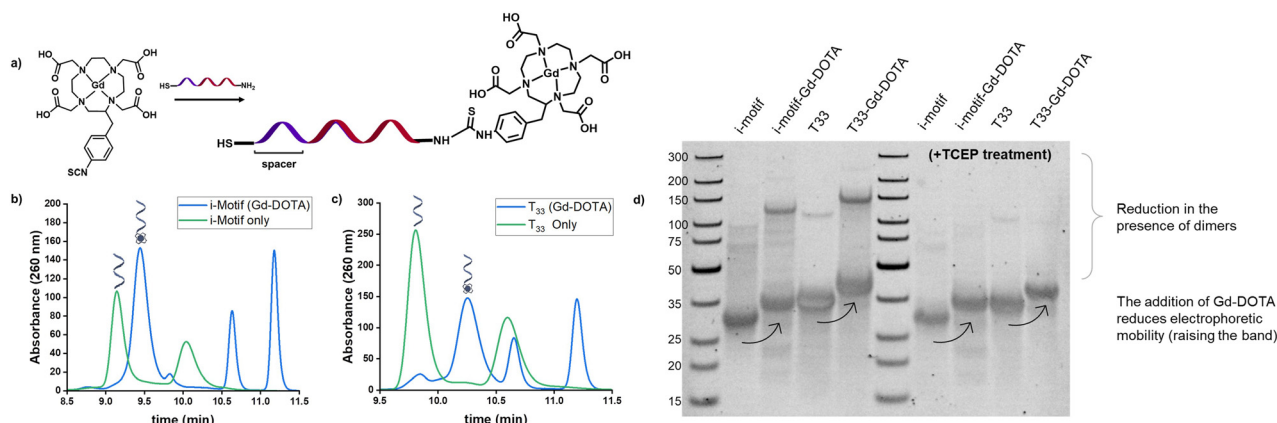 a)
HO
O
N
N
OH
O
Gd
HO
O
N
N
OH
O
SCN
HS
NH₂
HS
spacer
NH
S
NH
O
OH
HO
O
N
N
Gd
N
N
O
OH
O
HO
b)
i-Motif (Gd-DOTA)
i-Motif only
Absorbance (260 nm)
200
180
160
140
120
100
80
60
40
20
0
8.5 9.0 9.5 10.0 10.5 11.0 11.5
time (min)
c)
T₃₃ (Gd-DOTA)
T₃₃ Only
Absorbance (260 nm)
300
250
200
150
100
50
0
9.5 10.0 10.5 11.0 11.5
time (min)
d)
i-motif
i-motif-Gd-DOTA
T33
T33-Gd-DOTA
i-motif
i-motif-Gd-DOTA
T33
T33-Gd-DOTA
(+TCEP treatment)
300
200
150
100
75
50
35
25
20
15
Reduction in the
presence of dimers
The addition of Gd-DOTA
reduces electrophoretic
mobility (raising the band)